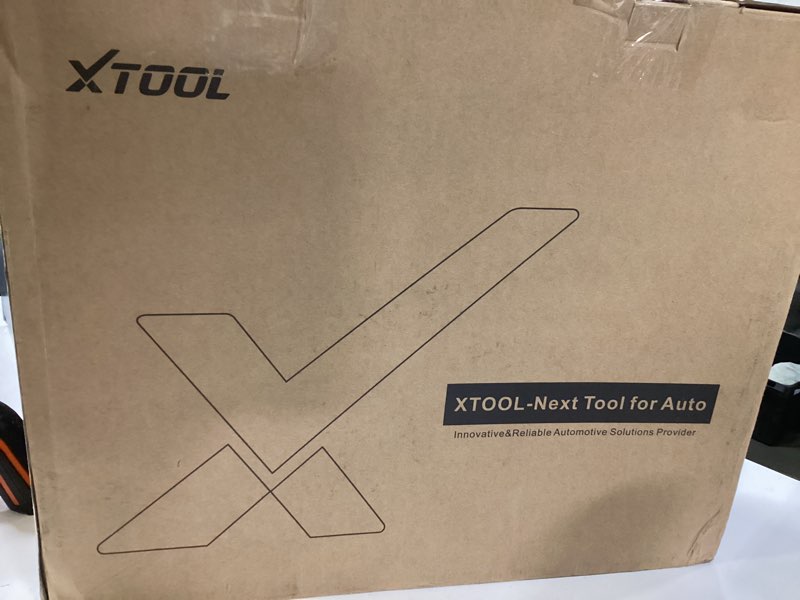 XTOOL
XTOOL-Next Tool for Auto
Innovative&Reliable Automotive Solutions Provider